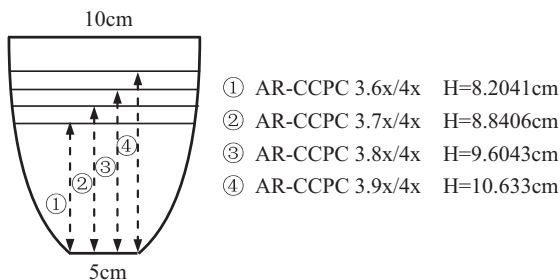 10cm
① AR-CCPC 3.6x/4x H=8.2041cm
② AR-CCPC 3.7x/4x H=8.8406cm
③ AR-CCPC 3.8x/4x H=9.6043cm
④ AR-CCPC 3.9x/4x H=10.633cm
④
③
②
①
5cm